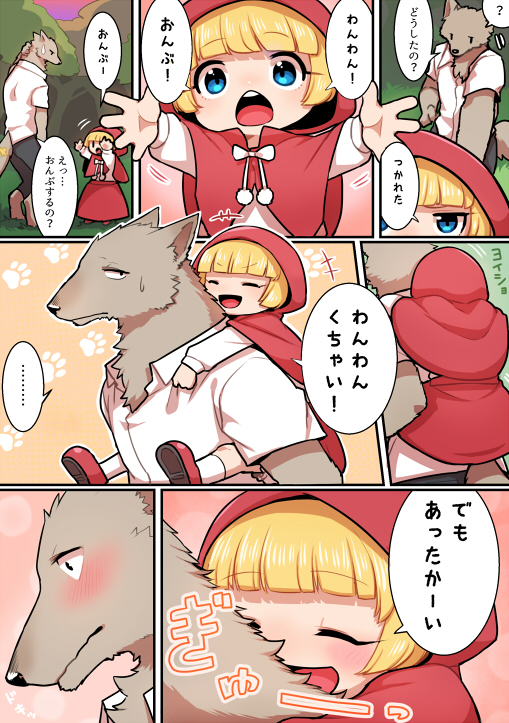 ？
どうしたの？
つかれた
わんわん！
おんぶ！
おんぶー
えっ…
おんぶするの？
ヨイショ
わんわん
くちゃい！
………
でも
あったかーい
ぎゅーっ